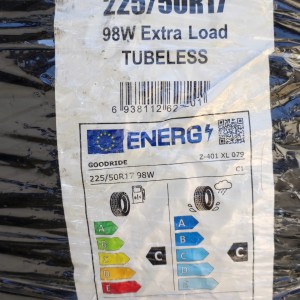 225/50R17
98W Extra Load
TUBELESS
ENERG
GOODRIDE
Z-401 XL 079
225/50R17 98W
C1
A
B
C
D
E
C
A
B
C
D
E
C